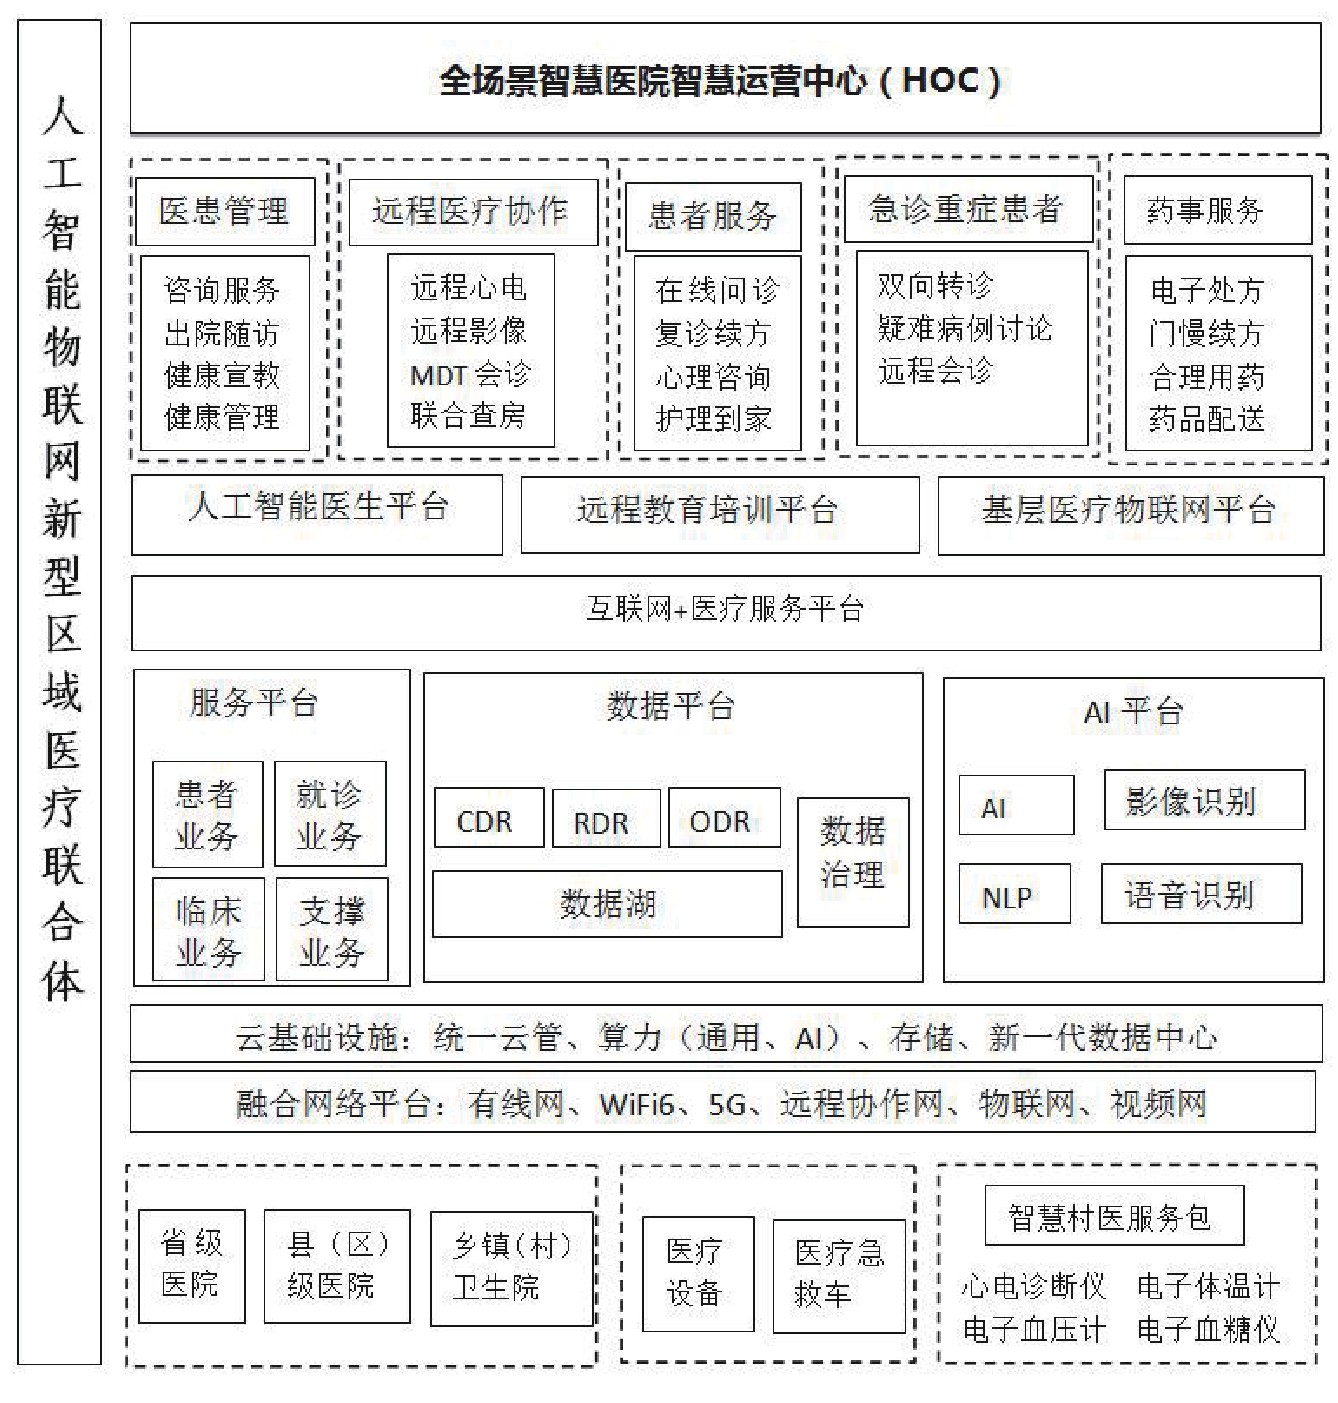 人工智能物联网新型区域医疗联合体
全场景智慧医院智慧运营中心（HOC）
医患管理
咨询服务
出院随访
健康宣教
健康管理
远程医疗协作
远程心电
远程影像
MDT 会诊
联合查房
患者服务
在线问诊
复诊续方
心理咨询
护理到家
急诊重症患者
双向转诊
疑难病例讨论
远程会诊
药事服务
电子处方
门慢续方
合理用药
药品配送
人工智能医生平台
远程教育培训平台
基层医疗物联网平台
互联网+医疗服务平台
服务平台
患者
业务
就诊
业务
临床
业务
支撑
业务
数据平台
CDR
RDR
ODR
数据湖
数据
治理
AI 平台
AI
影像识别
NLP
语音识别
云基础设施：统一云管、算力（通用、AI）、存储、新一代数据中心
融合网络平台：有线网、WiFi6、5G、远程协作网、物联网、视频网
省级
医院
县（区）
级医院
乡镇（村）
卫生院
医疗
设备
医疗急
救车
智慧村医服务包
心电诊断仪 电子体温计
电子血压计 电子血糖仪